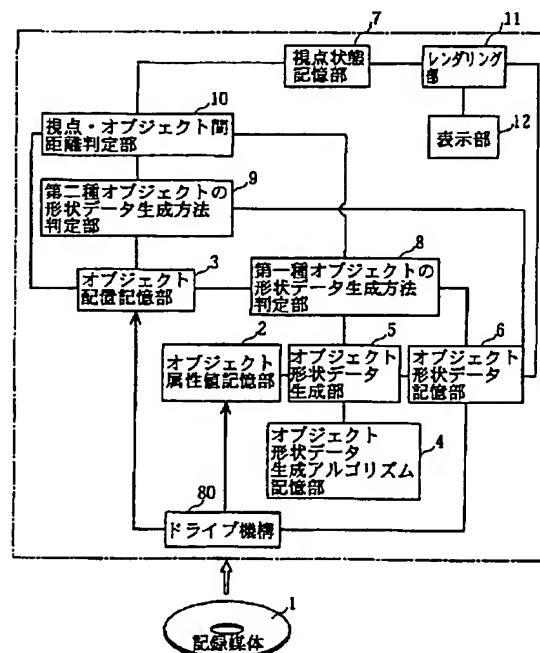 7
視点状態
記憶部
11
レンダリング
部
10
視点・オブジェクト間
距離判定部
12
表示部
9
第二種オブジェクトの
形状データ生成方法
判定部
3
オブジェクト
配置記憶部
8
第一種オブジェクトの
形状データ生成方法
判定部
2
オブジェクト
属性値記憶部
5
オブジェクト
形状データ
生成部
6
オブジェクト
形状データ
記憶部
オブジェクト
形状データ
生成アルゴリズム
記憶部
4
80
ドライブ機構
1
記録媒体